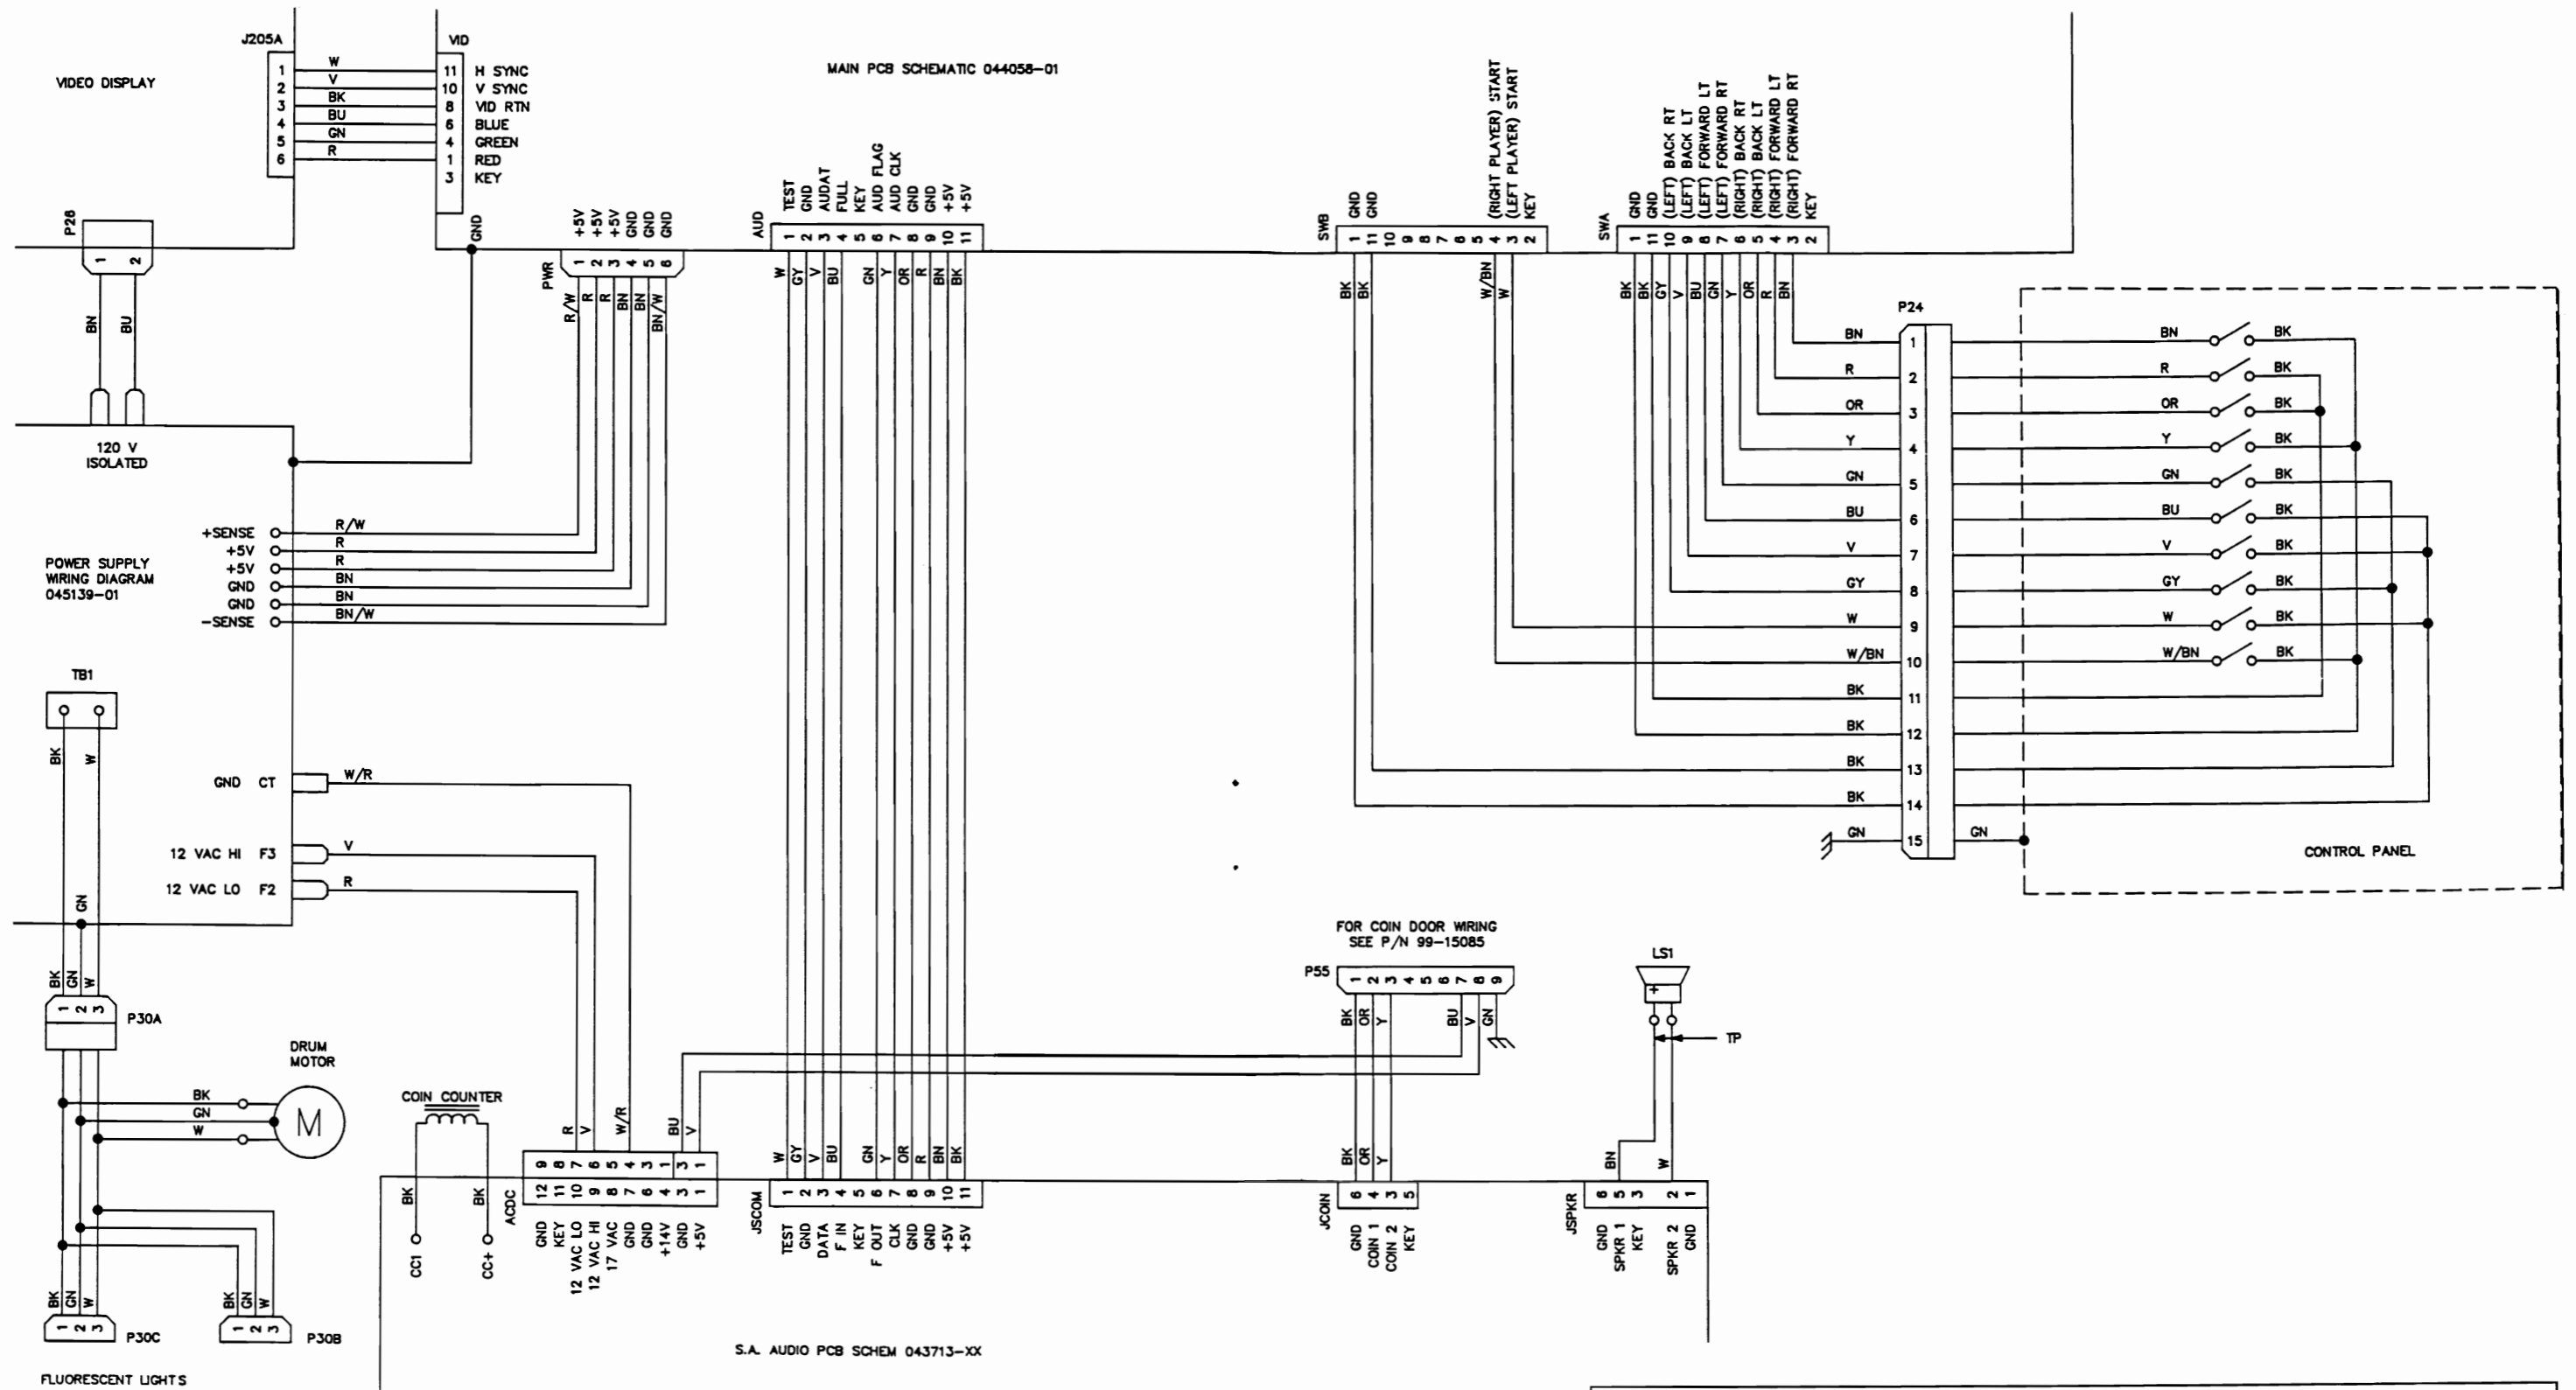 J205A
VID
VIDEO DISPLAY
MAIN PCB SCHEMATIC 044058-01
1 W 11 H SYNC
2 V 10 V SYNC
3 BK 8 VID RTN
4 BU 6 BLUE
5 GN 4 GREEN
6 R 1 RED
3 KEY
GND
P28
1 2
BN BU
120 V
ISOLATED
PWR
+5V +5V +5V GND GND GND
1 2 3 4 5 6
R/W R R BN BN BN/W
AUD
TEST GND AUDAT FULL KEY AUD FLAG AUD CLK GND GND +5V +5V
1 2 3 4 5 6 7 8 9 10 11
W GY V BU GN Y OR R BN BK
SWB
GND GND (RIGHT PLAYER) START (LEFT PLAYER) START KEY
1 11 10 9 8 7 6 5 4 3 2
BK BK W/BN W
SWA
GND GND (LEFT) BACK RT (LEFT) BACK LT (LEFT) FORWARD LT (LEFT) FORWARD RT (RIGHT) BACK RT (RIGHT) BACK LT (RIGHT) FORWARD LT (RIGHT) FORWARD RT KEY
1 11 10 9 8 7 6 5 4 3 2
BK BK GY V BU GN Y OR R BN
P24
BN 1 BN BK
R 2 R BK
OR 3 OR BK
Y 4 Y BK
GN 5 GN BK
BU 6 BU BK
V 7 V BK
GY 8 GY BK
W 9 W BK
W/BN 10 W/BN BK
BK 11
BK 12
BK 13
BK 14
GN 15 GN
CONTROL PANEL
POWER SUPPLY
WIRING DIAGRAM
045139-01
+SENSE R/W
+5V R
+5V R
GND BN
GND BN
-SENSE BN/W
TB1
BK W
GND CT W/R
12 VAC HI F3 V
12 VAC LO F2 R
GN
BK GN W
1 2 3
P30A
DRUM
MOTOR
BK
GN
W
M
BK GN W
1 2 3
P30C
BK GN W
1 2 3
P30B
FLUORESCENT LIGHTS
COIN COUNTER
BK BK
CC1 CC+
ACDC
R V W/R BU V
9 8 7 6 5 4 3 1 3 1
12 11 10 9 8 7 6 4 3 1
GND KEY 12 VAC LO 12 VAC HI 17 VAC GND GND +14V GND +5V
JSCOM
W GY V BU GN Y OR R BN BK
1 2 3 4 5 6 7 8 9 10 11
TEST GND DATA F IN KEY F OUT CLK GND GND +5V +5V
FOR COIN DOOR WIRING
SEE P/N 99-15085
P55
1 2 3 4 5 6 7 8 9
BK OR Y BU V GN
JCOIN
BK OR Y
6 4 3 5
GND COIN 1 COIN 2 KEY
LS1
+
TP
JSPKR
BN W
6 5 3 2 1
GND SPKR 1 KEY SPKR 2 GND
S.A. AUDIO PCB SCHEM 043713-XX